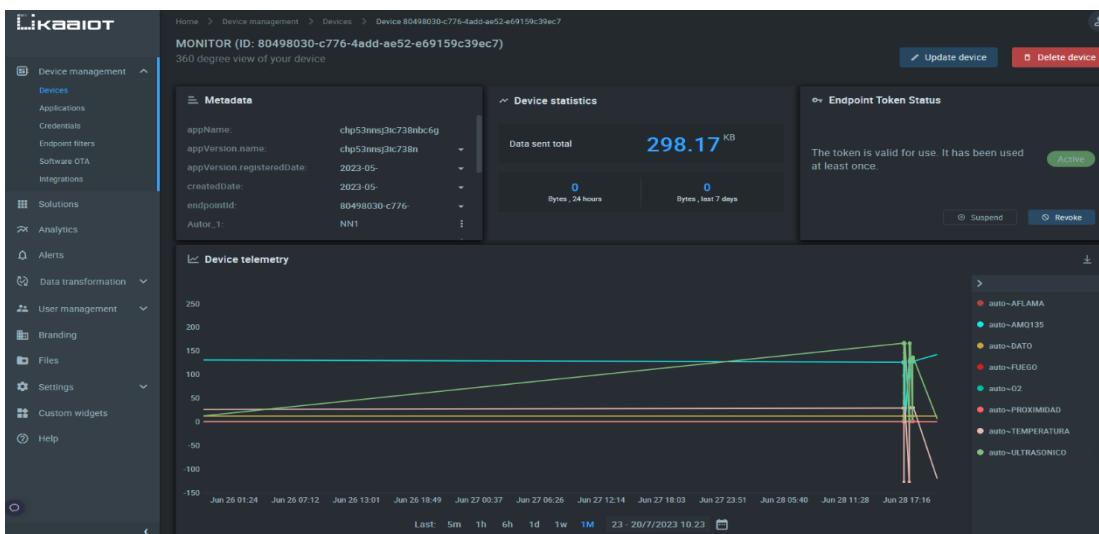 KaaIoT
Home > Device management > Devices > Device 80498030-c776-4add-ae52-e69159c39ec7
MONITOR (ID: 80498030-c776-4add-ae52-e69159c39ec7)
360 degree view of your device
Update device
Delete device
Device management
Devices
Applications
Credentials
Endpoint filters
Software OTA
Integrations
Solutions
Analytics
Alerts
Data transformation
User management
Branding
Files
Settings
Custom widgets
Help
Metadata
appName: chp53nnsj3ic738nbc6g
appVersion.name: chp53nnsj3ic738n
appVersion.registeredDate: 2023-05-
createdDate: 2023-05-
endpointId: 80498030-c776-
Autor_1: NN1
Device statistics
Data sent total 298.17 KB
0 0
Bytes , 24 hours Bytes , last 7 days
Endpoint Token Status
The token is valid for use. It has been used
at least once.
Active
Suspend Revoke
Device telemetry
250
200
150
100
50
0
-50
-100
-150
Jun 26 01:24 Jun 26 07:12 Jun 26 13:01 Jun 26 18:49 Jun 27 00:37 Jun 27 06:26 Jun 27 12:14 Jun 27 18:03 Jun 27 23:51 Jun 28 05:40 Jun 28 11:28 Jun 28 17:16
auto~AFLAMA
auto~AMQ135
auto~DATO
auto~FUEGO
auto~O2
auto~PROXIMIDAD
auto~TEMPERATURA
auto~ULTRASONICO
Last: 5m 1h 6h 1d 1w 1M 23 - 20/7/2023 10.23